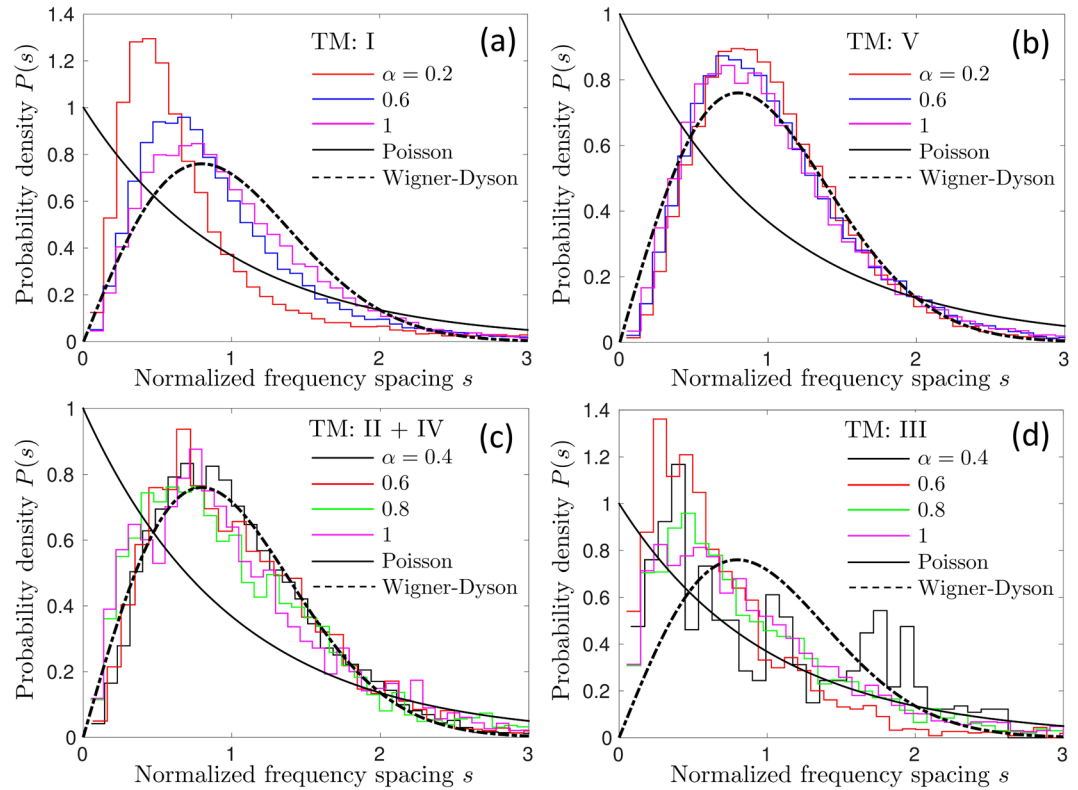 (a)
TM: I
α = 0.2
0.6
1
Poisson
Wigner-Dyson
Probability density P(s)
1.4
1.2
1
0.8
0.6
0.4
0.2
0
0 1 2 3
Normalized frequency spacing s
(b)
TM: V
α = 0.2
0.6
1
Poisson
Wigner-Dyson
Probability density P(s)
1
0.8
0.6
0.4
0.2
0
0 1 2 3
Normalized frequency spacing s
(c)
TM: II + IV
α = 0.4
0.6
0.8
1
Poisson
Wigner-Dyson
Probability density P(s)
1
0.8
0.6
0.4
0.2
0
0 1 2 3
Normalized frequency spacing s
(d)
TM: III
α = 0.4
0.6
0.8
1
Poisson
Wigner-Dyson
Probability density P(s)
1.4
1.2
1
0.8
0.6
0.4
0.2
0
0 1 2 3
Normalized frequency spacing s